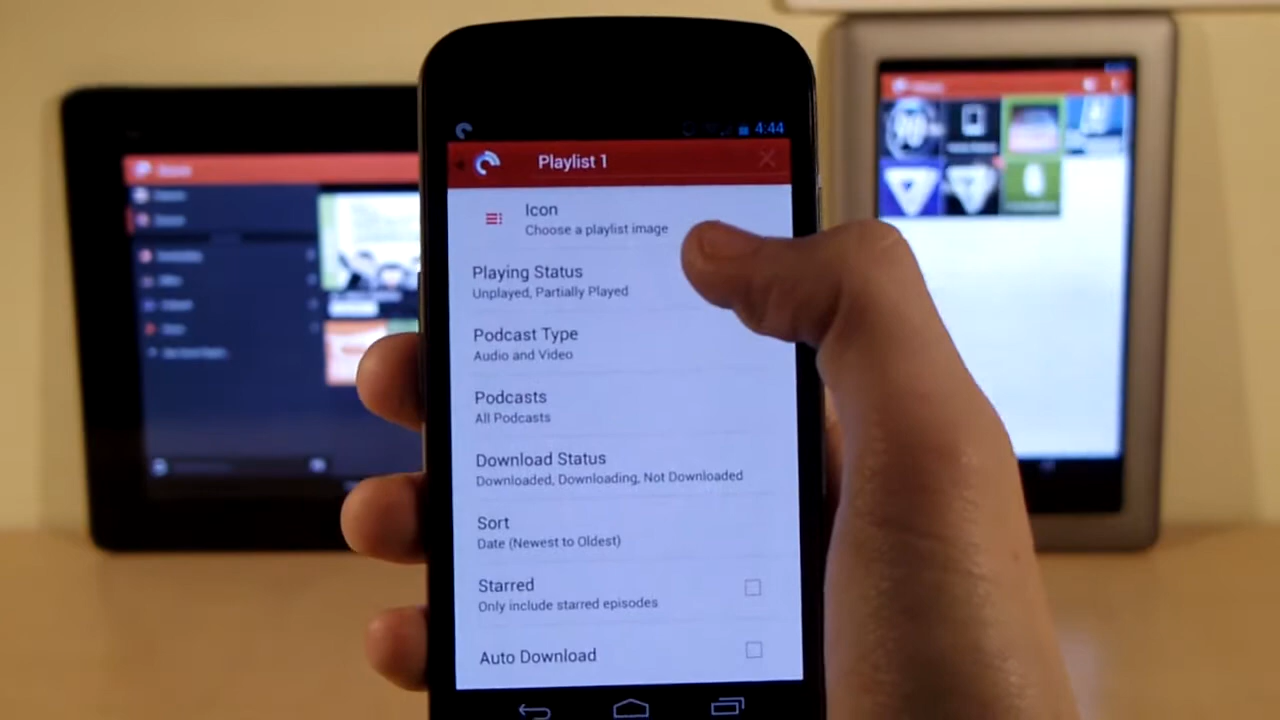 4:44
Playlist 1
Icon
Choose a playlist image
Playing Status
Unplayed, Partially Played
Podcast Type
Audio and Video
Podcasts
All Podcasts
Download Status
Downloaded, Downloading, Not Downloaded
Sort
Date (Newest to Oldest)
Starred
Only include starred episodes
Auto Download